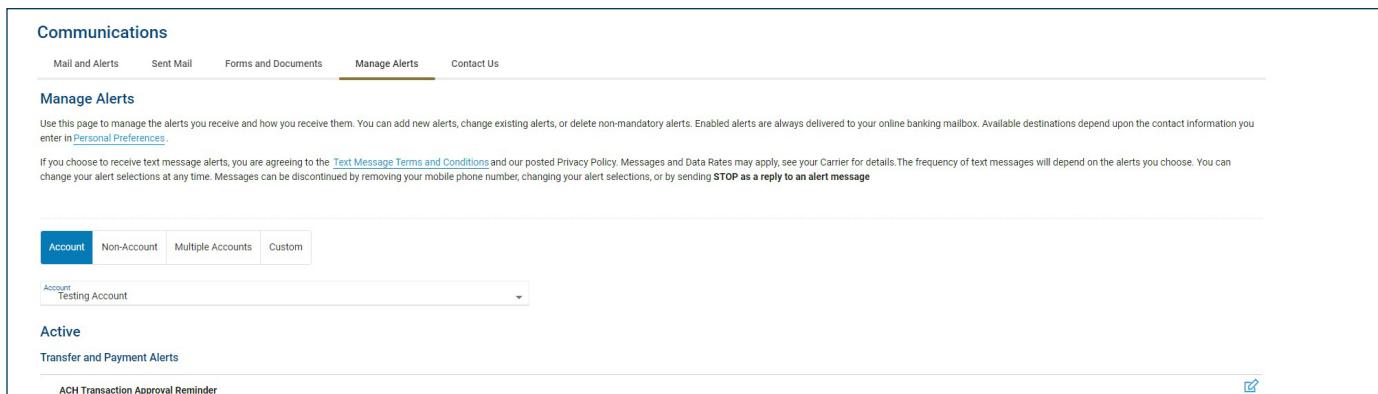 Communications
Mail and Alerts Sent Mail Forms and Documents Manage Alerts Contact Us
Manage Alerts
Use this page to manage the alerts you receive and how you receive them. You can add new alerts, change existing alerts, or delete non-mandatory alerts. Enabled alerts are always delivered to your online banking mailbox. Available destinations depend upon the contact information you
enter in Personal Preferences .
If you choose to receive text message alerts, you are agreeing to the Text Message Terms and Conditions and our posted Privacy Policy. Messages and Data Rates may apply, see your Carrier for details.The frequency of text messages will depend on the alerts you choose. You can
change your alert selections at any time. Messages can be discontinued by removing your mobile phone number, changing your alert selections, or by sending STOP as a reply to an alert message
Account Non-Account Multiple Accounts Custom
Account
Testing Account
Active
Transfer and Payment Alerts
ACH Transaction Approval Reminder